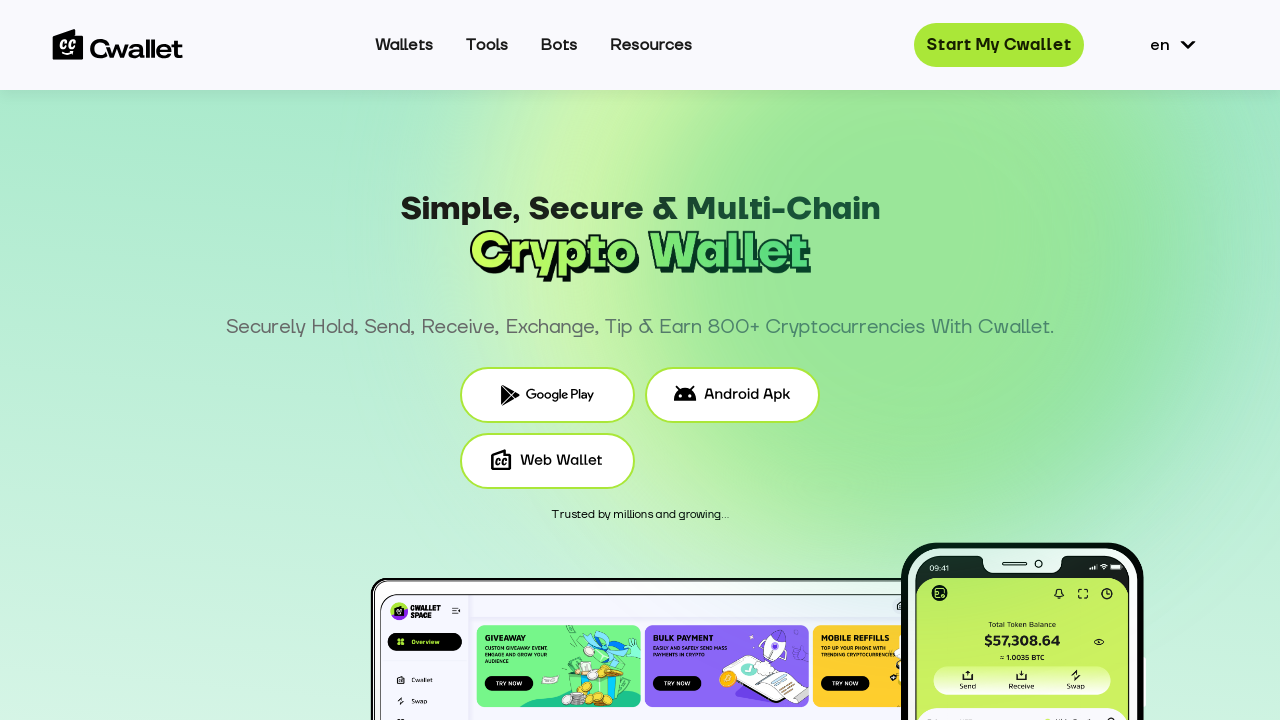 Cwallet
Wallets Tools Bots Resources
Start My Cwallet
en
Simple, Secure & Multi-Chain
Crypto Wallet
Securely Hold, Send, Receive, Exchange, Tip & Earn 800+ Cryptocurrencies With Cwallet.
Google Play
Android Apk
Web Wallet
Trusted by millions and growing...
CWALLET
SPACE
Overview
Cwallet
Swap
GIVEAWAY
CUSTOM GIVEAWAY EVENT,
ENGAGE AND GROW YOUR
AUDIENCE
TRY NOW
BULK PAYMENT
EASILY AND SAFELY SEND MASS
PAYMENTS IN CRYPTO
TRY NOW
MOBILE REFFILLS
TOP UP YOUR PHONE WITH
TRENDING CRYPTOCURRENCIES
TRY NOW
09:41
Total Token Balance
$57,308.64
≈ 1.0035 BTC
Send Receive Swap